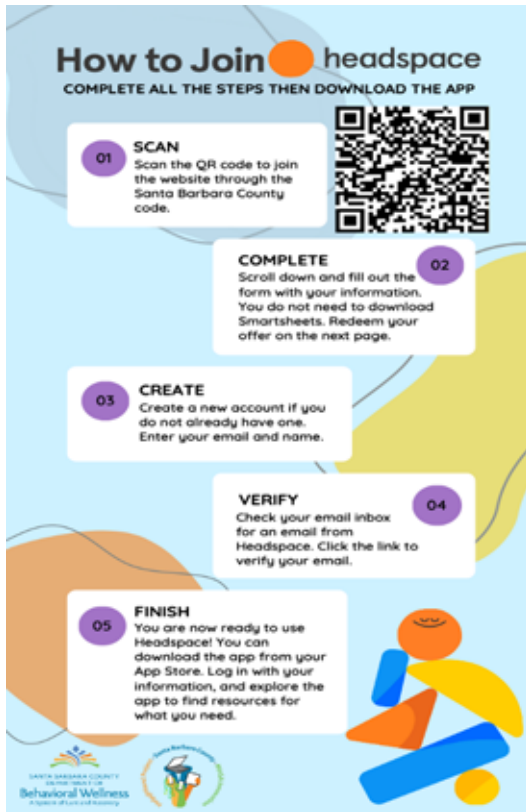 How to Join headspace
COMPLETE ALL THE STEPS THEN DOWNLOAD THE APP
01
SCAN
Scan the QR code to join
the website through the
Santa Barbara County
code.
COMPLETE
02
Scroll down and fill out the
form with your information.
You do not need to download
Smartsheets. Redeem your
offer on the next page.
03
CREATE
Create a new account if you
do not already have one.
Enter your email and name.
VERIFY
04
Check your email inbox
for an email from
Headspace. Click the link to
verify your email.
05
FINISH
You are now ready to use
Headspace! You can
download the app from your
App Store. Log in with your
information, and explore the
app to find resources for
what you need.
SANTA BARBARA COUNTY
DEPARTMENT OF
Behavioral Wellness
A System of Care and Recovery
Santa Barbara County